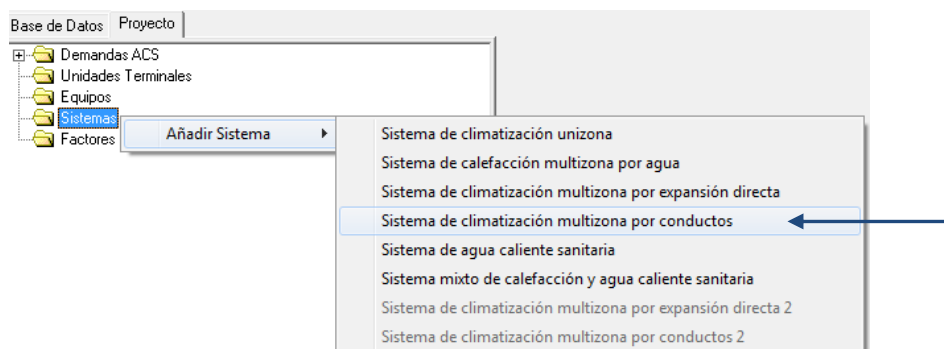 Base de Datos Proyecto
Demandas ACS
Unidades Terminales
Equipos
Sistemas
Factores
Añadir Sistema
Sistema de climatización unizona
Sistema de calefacción multizona por agua
Sistema de climatización multizona por expansión directa
Sistema de climatización multizona por conductos
Sistema de agua caliente sanitaria
Sistema mixto de calefacción y agua caliente sanitaria
Sistema de climatización multizona por expansión directa 2
Sistema de climatización multizona por conductos 2